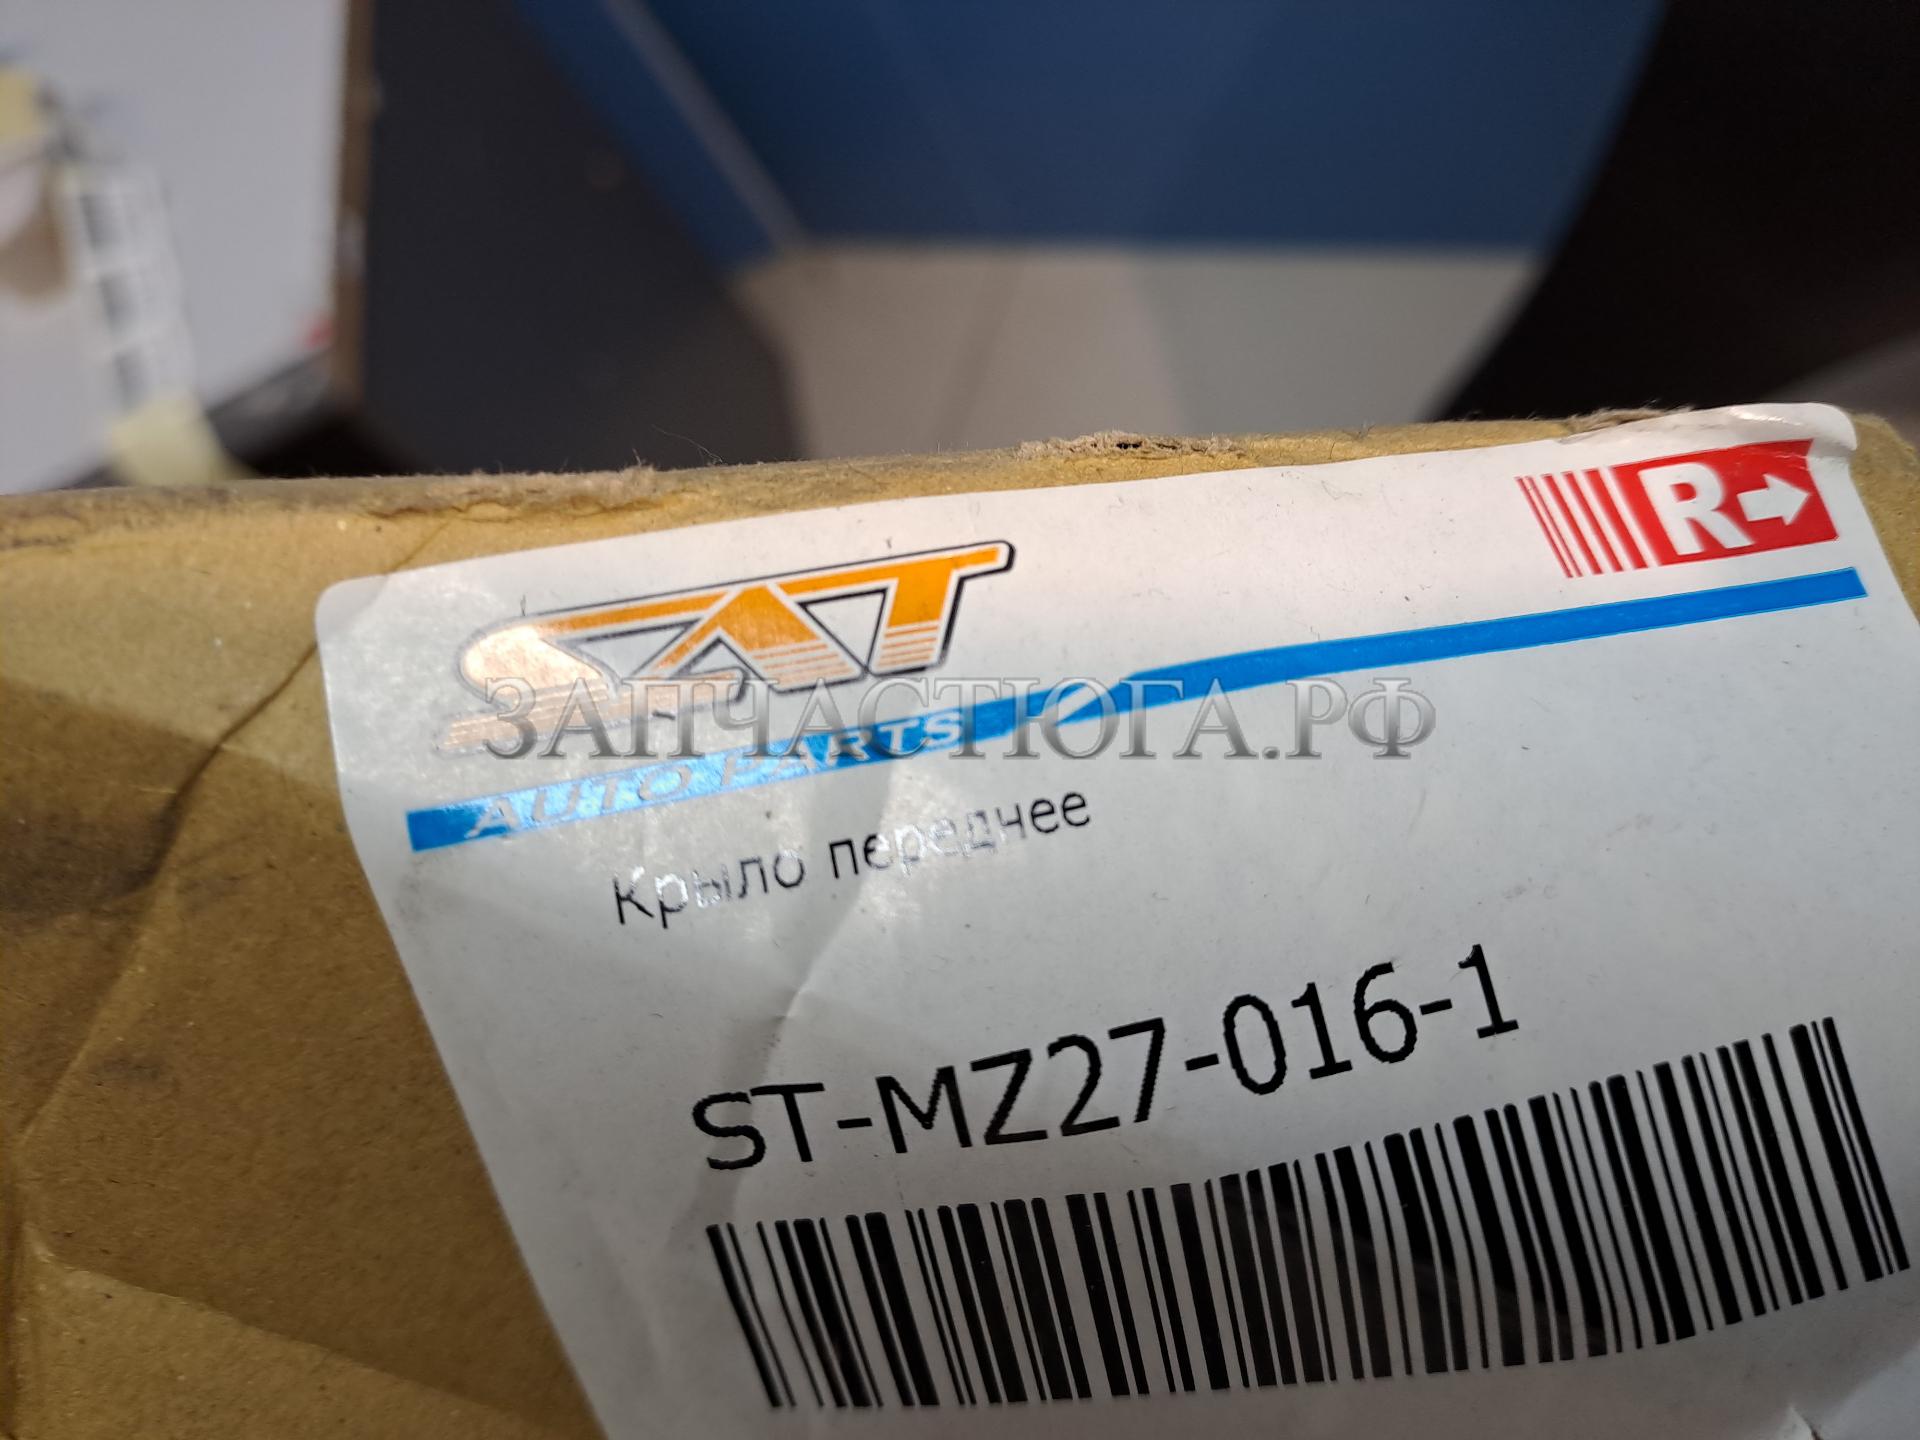 SAT
R→
ЗАПЧАСТЮГА.РФ
AUTO PARTS
Крыло переднее
ST-MZ27-016-1